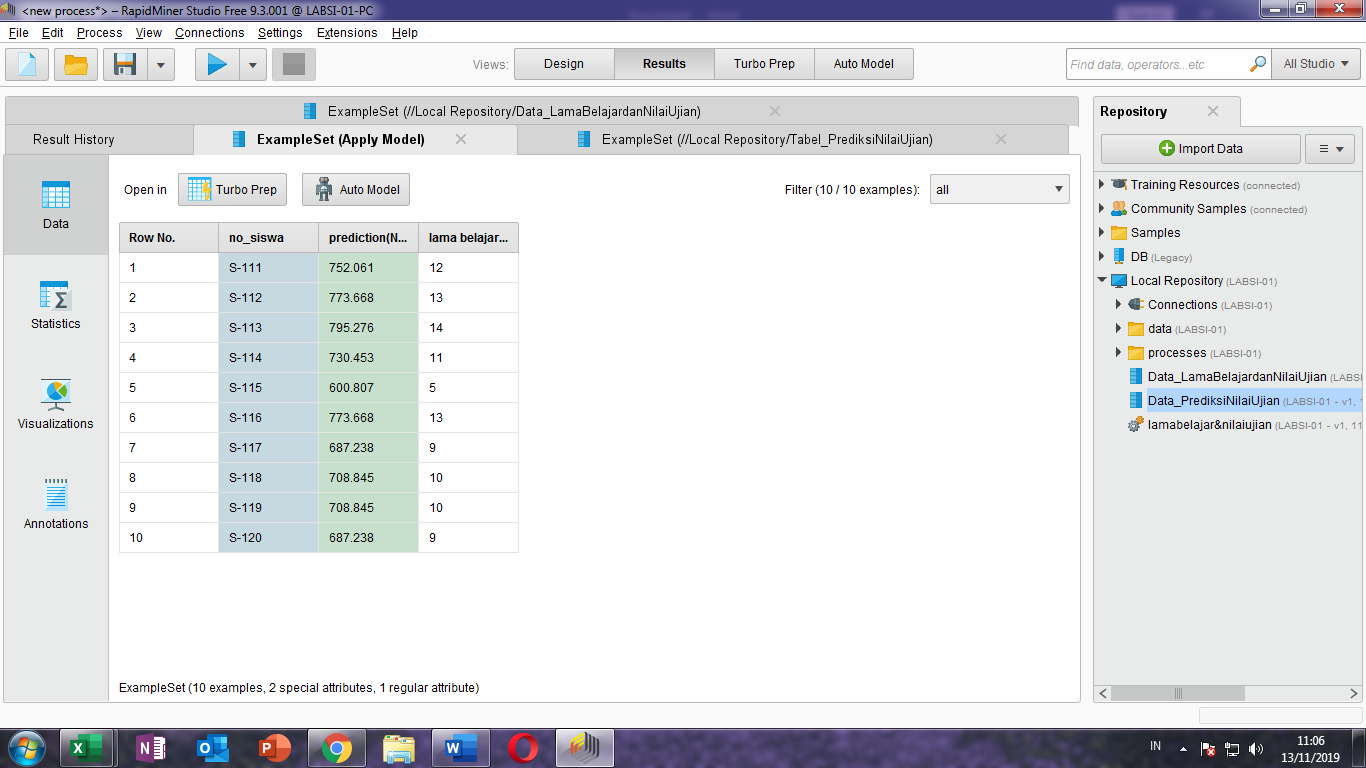 <new process*> – RapidMiner Studio Free 9.3.001 @ LABSI-01-PC
File Edit Process View Connections Settings Extensions Help
Views: Design Results Turbo Prep Auto Model
Find data, operators...etc
All Studio
ExampleSet (//Local Repository/Data_LamaBelajardanNilaiUjian)
Result History
ExampleSet (Apply Model)
ExampleSet (//Local Repository/Tabel_PrediksiNilaiUjian)
Data
Statistics
Visualizations
Annotations
Open in Turbo Prep Auto Model
Filter (10 / 10 examples): all
Row No. no_siswa prediction(N... lama belajar...
1 S-111 752.061 12
2 S-112 773.668 13
3 S-113 795.276 14
4 S-114 730.453 11
5 S-115 600.807 5
6 S-116 773.668 13
7 S-117 687.238 9
8 S-118 708.845 10
9 S-119 708.845 10
10 S-120 687.238 9
ExampleSet (10 examples, 2 special attributes, 1 regular attribute)
Repository
Import Data
Training Resources (connected)
Community Samples (connected)
Samples
DB (Legacy)
Local Repository (LABSI-01)
Connections (LABSI-01)
data (LABSI-01)
processes (LABSI-01)
Data_LamaBelajardanNilaiUjian (LABSI
Data_PrediksiNilaiUjian (LABSI-01 - v1, 1
lamabelajar&nilaiujian (LABSI-01 - v1, 11
IN
11:06
13/11/2019